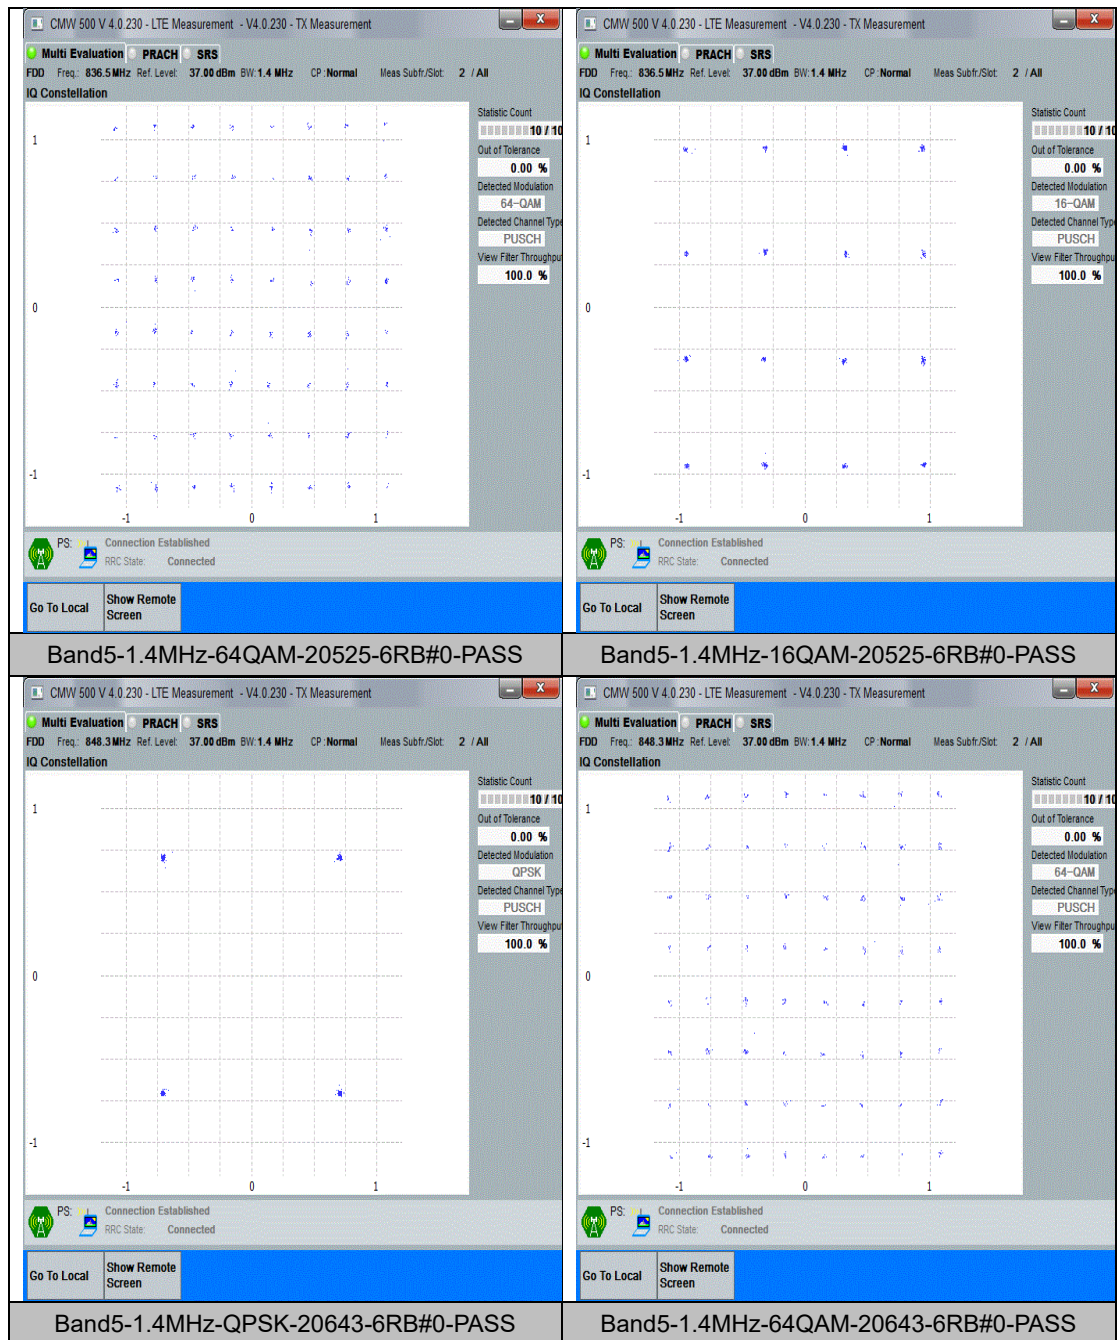 CMW 500 V 4.0.230 - LTE Measurement - V4.0.230 - TX Measurement
Multi Evaluation PRACH SRS
FDD Freq.: 836.5 MHz Ref. Level: 37.00 dBm BW: 1.4 MHz CP : Normal Meas Subfr./Slot: 2 / All
IQ Constellation
Statistic Count
10 / 10
Out of Tolerance
0.00 %
Detected Modulation
64-QAM
Detected Channel Type
PUSCH
View Filter Throughput
100.0 %
1
0
-1
-1 0 1
PS: Connection Established
RRC State: Connected
Go To Local
Show Remote
Screen
Band5-1.4MHz-64QAM-20525-6RB#0-PASS
CMW 500 V 4.0.230 - LTE Measurement - V4.0.230 - TX Measurement
Multi Evaluation PRACH SRS
FDD Freq.: 836.5 MHz Ref. Level: 37.00 dBm BW: 1.4 MHz CP : Normal Meas Subfr./Slot: 2 / All
IQ Constellation
Statistic Count
10 / 10
Out of Tolerance
0.00 %
Detected Modulation
16-QAM
Detected Channel Type
PUSCH
View Filter Throughput
100.0 %
1
0
-1
-1 0 1
PS: Connection Established
RRC State: Connected
Go To Local
Show Remote
Screen
Band5-1.4MHz-16QAM-20525-6RB#0-PASS
CMW 500 V 4.0.230 - LTE Measurement - V4.0.230 - TX Measurement
Multi Evaluation PRACH SRS
FDD Freq.: 848.3 MHz Ref. Level: 37.00 dBm BW: 1.4 MHz CP : Normal Meas Subfr./Slot: 2 / All
IQ Constellation
Statistic Count
10 / 10
Out of Tolerance
0.00 %
Detected Modulation
QPSK
Detected Channel Type
PUSCH
View Filter Throughput
100.0 %
1
0
-1
-1 0 1
PS: Connection Established
RRC State: Connected
Go To Local
Show Remote
Screen
Band5-1.4MHz-QPSK-20643-6RB#0-PASS
CMW 500 V 4.0.230 - LTE Measurement - V4.0.230 - TX Measurement
Multi Evaluation PRACH SRS
FDD Freq.: 848.3 MHz Ref. Level: 37.00 dBm BW: 1.4 MHz CP : Normal Meas Subfr./Slot: 2 / All
IQ Constellation
Statistic Count
10 / 10
Out of Tolerance
0.00 %
Detected Modulation
64-QAM
Detected Channel Type
PUSCH
View Filter Throughput
100.0 %
1
0
-1
-1 0 1
PS: Connection Established
RRC State: Connected
Go To Local
Show Remote
Screen
Band5-1.4MHz-64QAM-20643-6RB#0-PASS